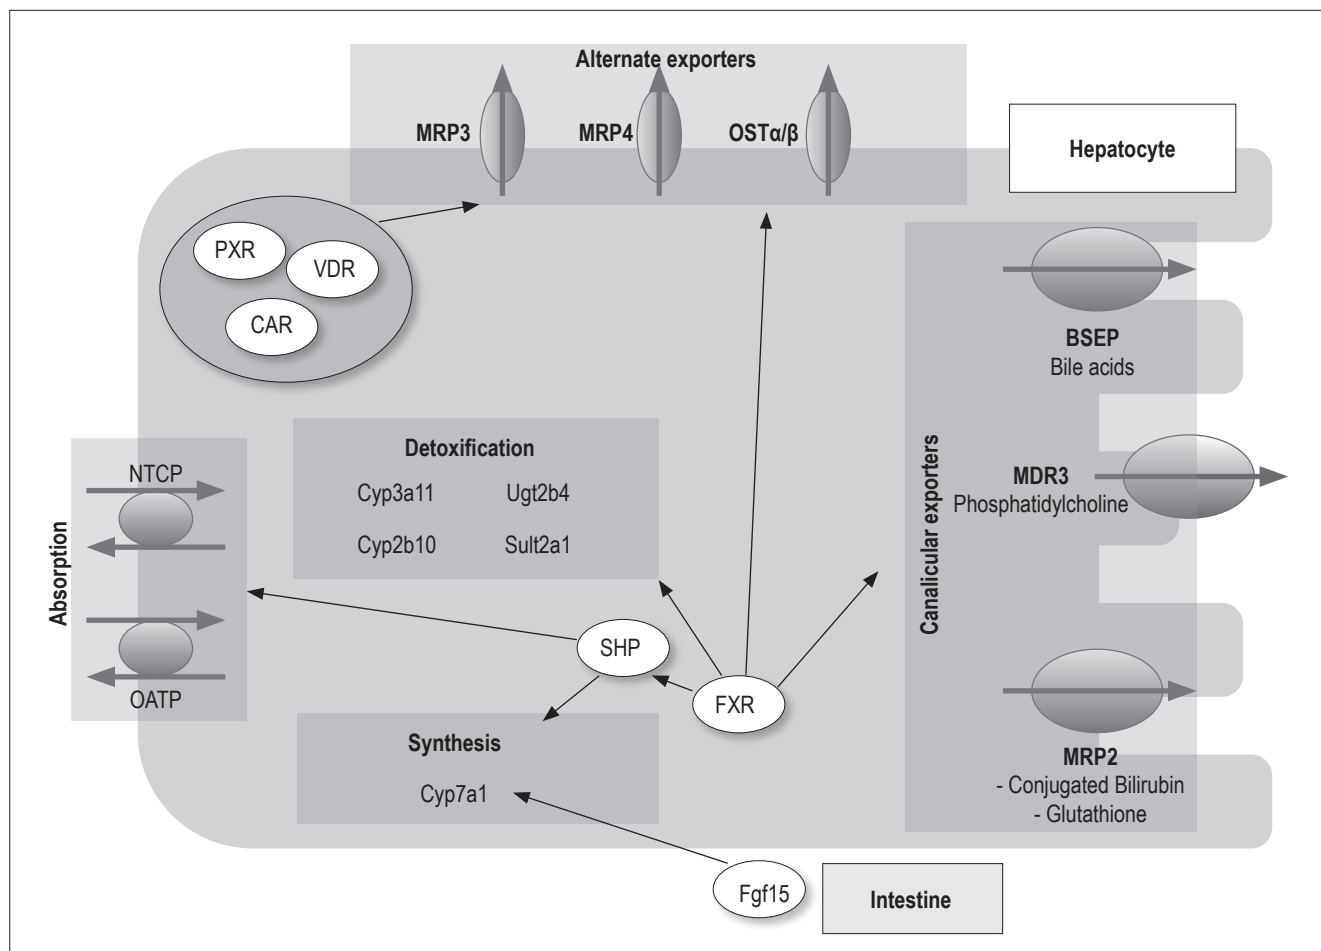 Alternate exporters
MRP3
MRP4
OSTα/β
Hepatocyte
PXR
VDR
CAR
BSEP
Bile acids
Detoxification
Cyp3a11
Ugt2b4
Cyp2b10
Sult2a1
NTCP
Absorption
OATP
Canalicular exporters
MDR3
Phosphatidylcholine
SHP
FXR
Synthesis
Cyp7a1
MRP2
- Conjugated Bilirubin
- Glutathione
Fgf15
Intestine